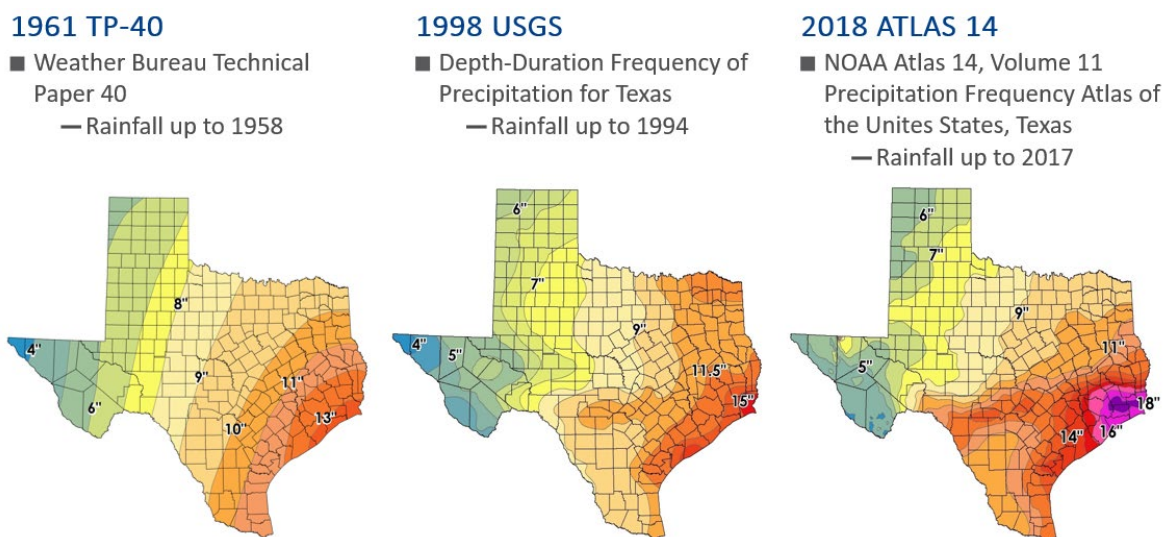 1961 TP-40
■ Weather Bureau Technical
Paper 40
— Rainfall up to 1958
4"
6"
8"
9"
10"
11"
13"
1998 USGS
■ Depth-Duration Frequency of
Precipitation for Texas
— Rainfall up to 1994
6"
7"
4"
5"
9"
11.5"
15"
2018 ATLAS 14
■ NOAA Atlas 14, Volume 11
Precipitation Frequency Atlas of
the Unites States, Texas
— Rainfall up to 2017
6"
7"
5"
9"
11"
14"
16"
18"